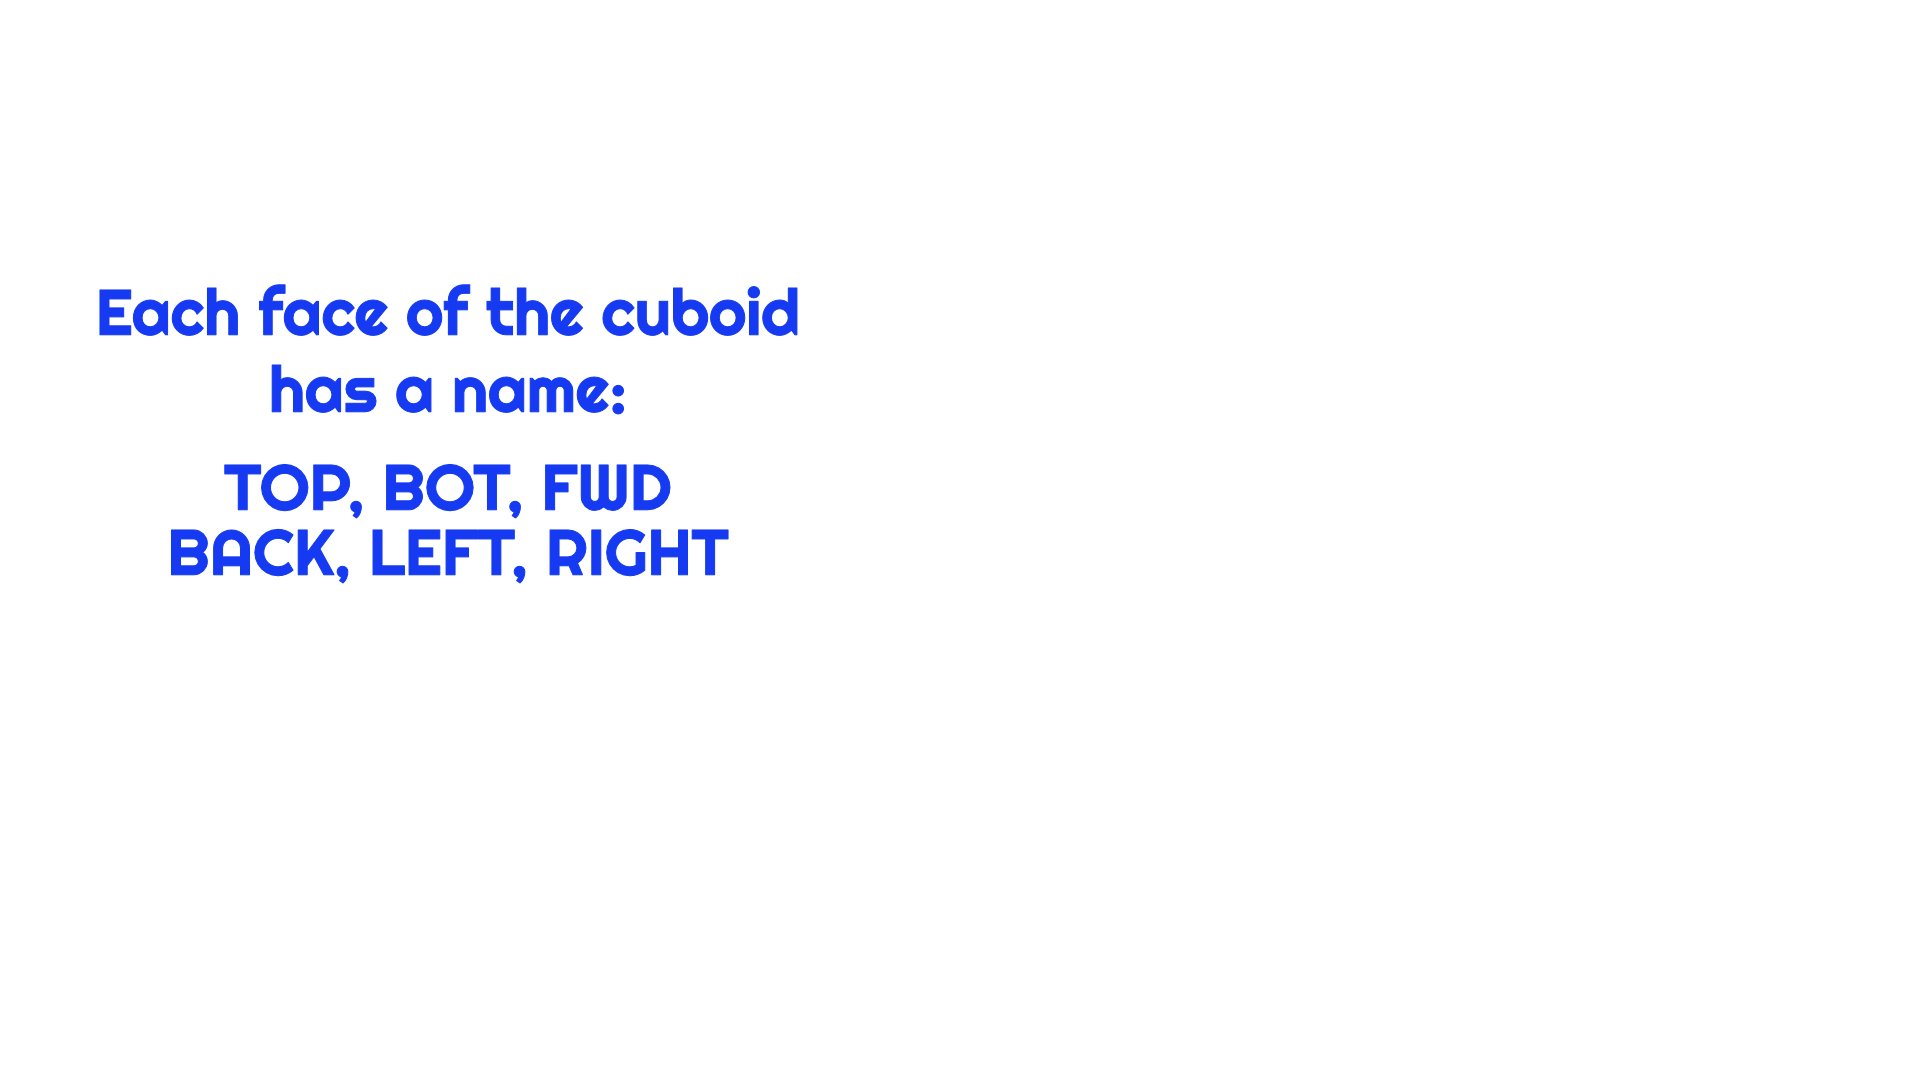 Each face of the cuboid
has a name:
TOP, BOT, FWD
BACK, LEFT, RIGHT